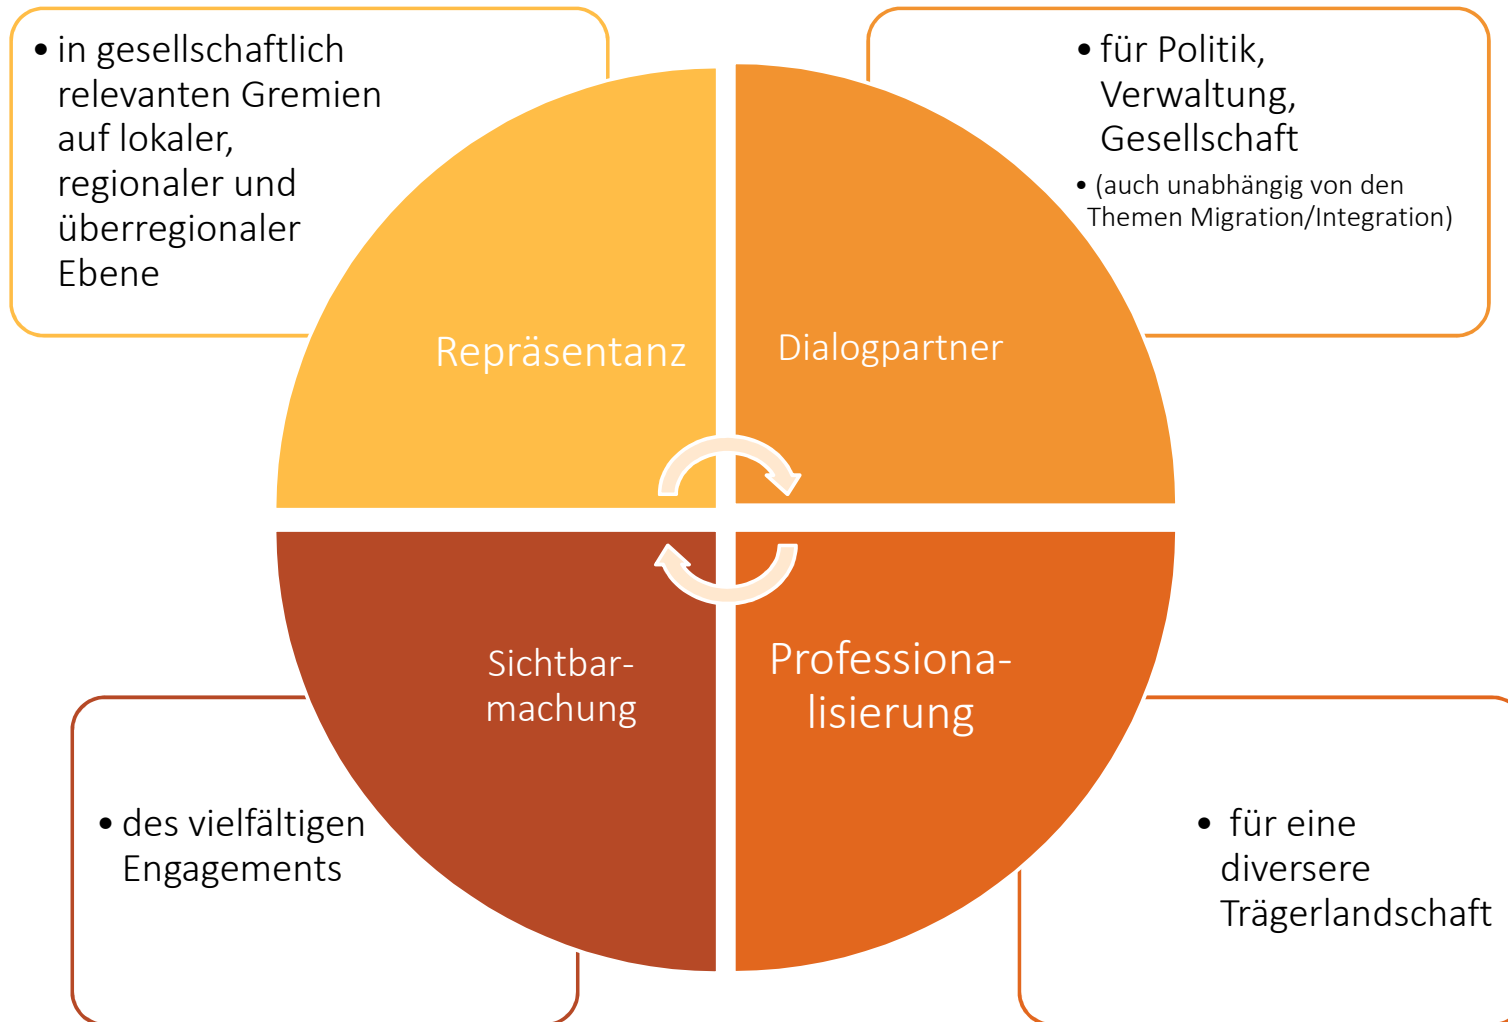 • in gesellschaftlich
relevanten Gremien
auf lokaler,
regionaler und
überregionaler
Ebene
• für Politik,
Verwaltung,
Gesellschaft
• (auch unabhängig von den
Themen Migration/Integration)
Repräsentanz
Dialogpartner
Sichtbar-
machung
Professiona-
lisierung
• des vielfältigen
Engagements
• für eine
diversere
Trägerlandschaft